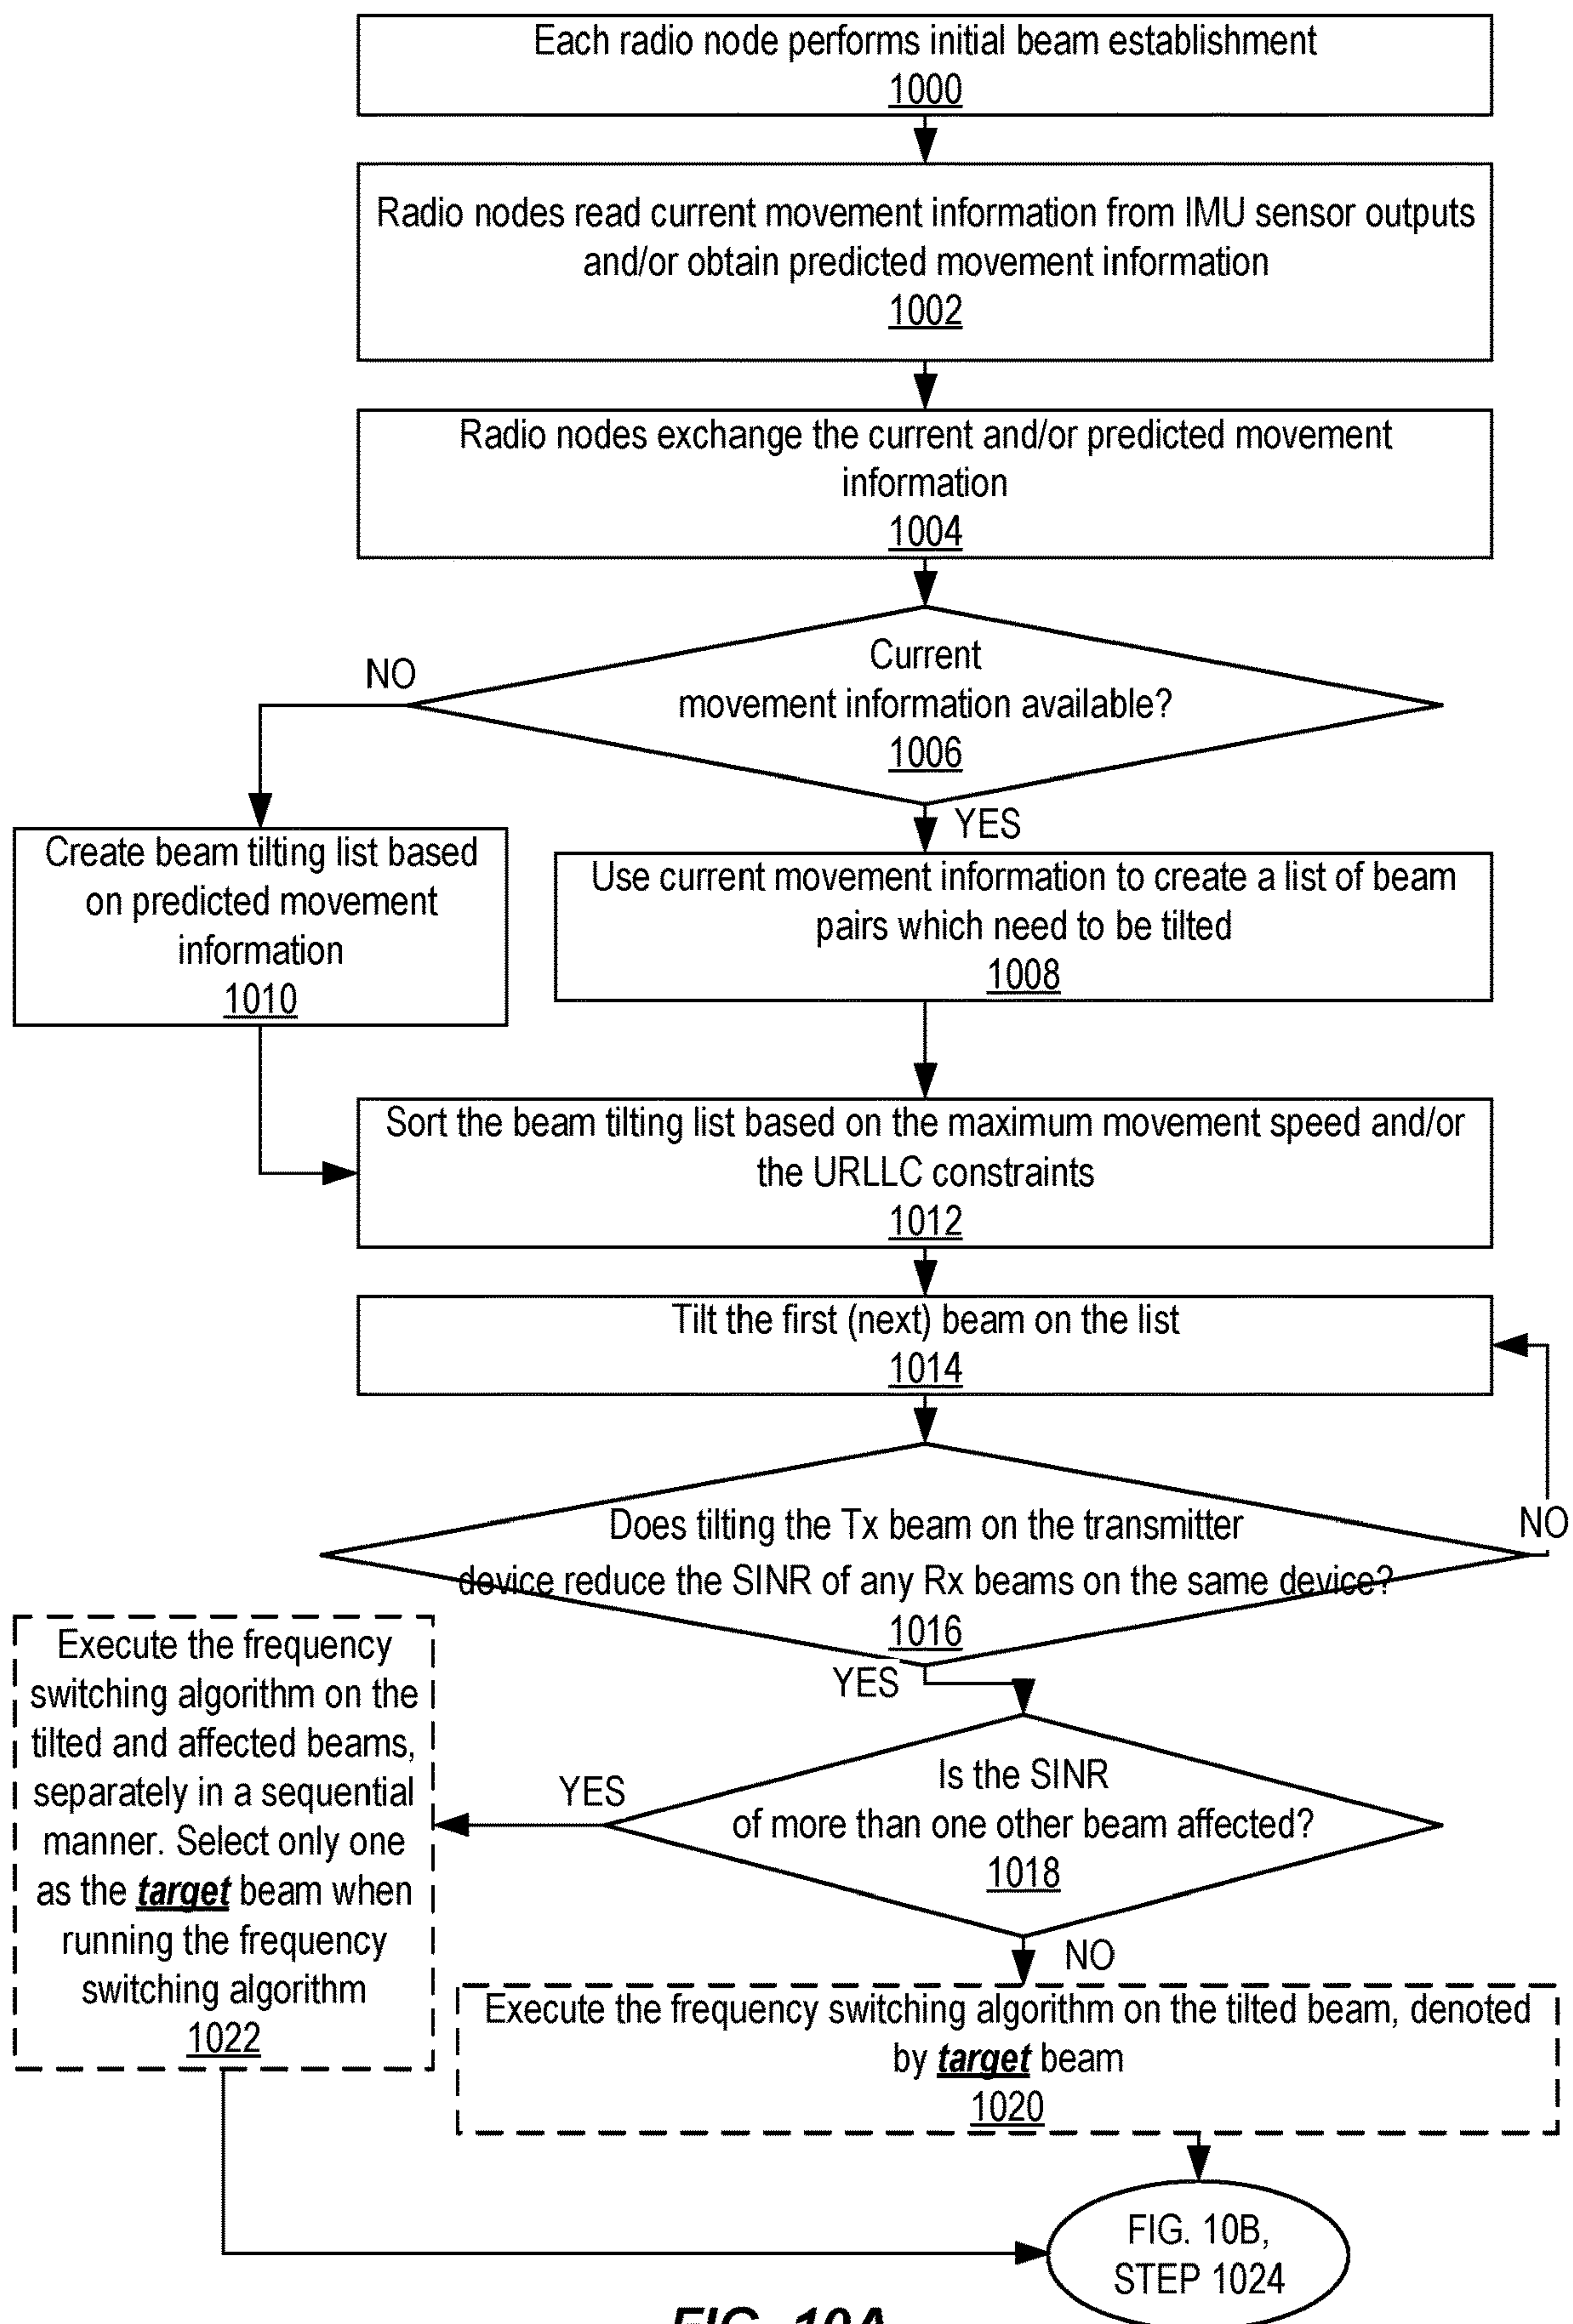 Each radio node performs initial beam establishment
1000
Radio nodes read current movement information from IMU sensor outputs
and/or obtain predicted movement information
1002
Radio nodes exchange the current and/or predicted movement
information
1004
Current
movement information available?
1006
NO
YES
Create beam tilting list based
on predicted movement
information
1010
Use current movement information to create a list of beam
pairs which need to be tilted
1008
Sort the beam tilting list based on the maximum movement speed and/or
the URLLC constraints
1012
Tilt the first (next) beam on the list
1014
Does tilting the Tx beam on the transmitter
device reduce the SINR of any Rx beams on the same device?
1016
NO
YES
Is the SINR
of more than one other beam affected?
1018
YES
NO
Execute the frequency
switching algorithm on the
tilted and affected beams,
separately in a sequential
manner. Select only one
as the target beam when
running the frequency
switching algorithm
1022
Execute the frequency switching algorithm on the tilted beam, denoted
by target beam
1020
FIG. 10B,
STEP 1024
FIG. 10A